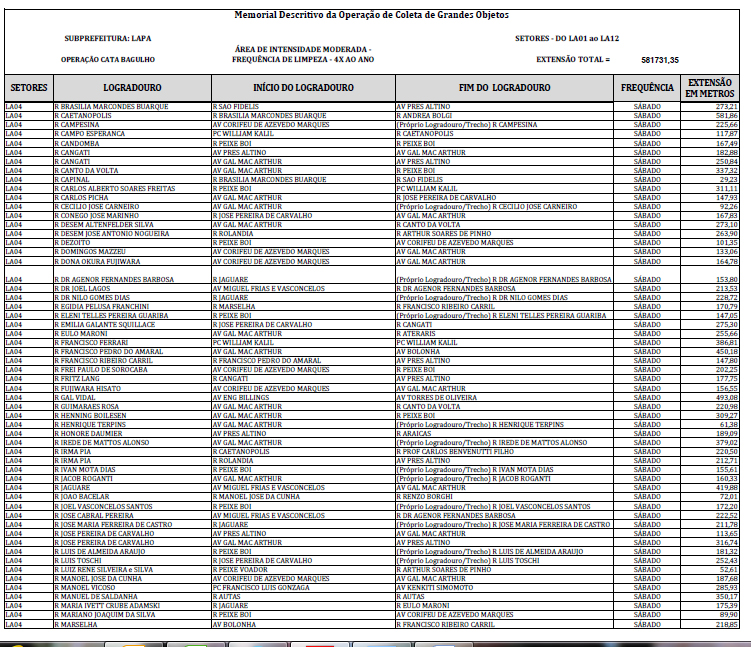 Memorial Descritivo da Operação de Coleta de Grandes Objetos
SUBPREFEITURA: LAPA
SETORES - DO LA01 ao LA12
ÁREA DE INTENSIDADE MODERADA -
OPERAÇÃO CATA BAGULHO
FREQUÊNCIA DE LIMPEZA - 4X AO ANO
EXTENSÃO TOTAL = 581731,35
SETORES LOGRADOURO INÍCIO DO LOGRADOURO FIM DO LOGRADOURO FREQUÊNCIA EXTENSÃO EM METROS
LA04 R BRASILIA MARCONDES BUARQUE R SAO FIDELIS AV PRES ALTINO SÁBADO 273,21
LA04 R CAETANOPOLIS R BRASILIA MARCONDES BUARQUE R ANDREA BOLGI SÁBADO 581,86
LA04 R CAMPESINA AV CORIFEU DE AZEVEDO MARQUES (Próprio Logradouro/Trecho) R CAMPESINA SÁBADO 225,66
LA04 R CAMPO ESPERANCA PC WILLIAM KALIL R CAETANOPOLIS SÁBADO 117,87
LA04 R CANDOMBA R PEIXE BOI R PEIXE BOI SÁBADO 167,49
LA04 R CANGATI AV PRES ALTINO AV GAL MAC ARTHUR SÁBADO 182,88
LA04 R CANGATI AV GAL MAC ARTHUR AV PRES ALTINO SÁBADO 250,84
LA04 R CANTO DA VOLTA AV GAL MAC ARTHUR R PEIXE BOI SÁBADO 337,32
LA04 R CAPINAL R BRASILIA MARCONDES BUARQUE R SAO FIDELIS SÁBADO 29,23
LA04 R CARLOS ALBERTO SOARES FREITAS R PEIXE BOI PC WILLIAM KALIL SÁBADO 311,11
LA04 R CARLOS PICHA AV GAL MAC ARTHUR R JOSE PEREIRA DE CARVALHO SÁBADO 147,93
LA04 R CECILIO JOSE CARNEIRO AV GAL MAC ARTHUR (Próprio Logradouro/Trecho) R CECILIO JOSE CARNEIRO SÁBADO 92,26
LA04 R CONEGO JOSE MARINHO R JOSE PEREIRA DE CARVALHO AV GAL MAC ARTHUR SÁBADO 167,83
LA04 R DESEM ALTENFELDER SILVA AV GAL MAC ARTHUR R CANTO DA VOLTA SÁBADO 273,10
LA04 R DESEM JOSE ANTONIO NOGUEIRA R ROLANDIA R ARTHUR SOARES DE PINHO SÁBADO 263,90
LA04 R DEZOITO R PEIXE BOI AV CORIFEU DE AZEVEDO MARQUES SÁBADO 101,35
LA04 R DOMINGOS MAZZEU AV CORIFEU DE AZEVEDO MARQUES AV GAL MAC ARTHUR SÁBADO 133,06
LA04 R DONA OKURA FUJIWARA AV CORIFEU DE AZEVEDO MARQUES AV GAL MAC ARTHUR SÁBADO 164,78
LA04 R DR AGENOR FERNANDES BARBOSA R JAGUARE (Próprio Logradouro/Trecho) R DR AGENOR FERNANDES BARBOSA SÁBADO 153,80
LA04 R DR JOEL LAGOS AV MIGUEL FRIAS E VASCONCELOS R DR AGENOR FERNANDES BARBOSA SÁBADO 213,53
LA04 R DR NILO GOMES DIAS R JAGUARE (Próprio Logradouro/Trecho) R DR NILO GOMES DIAS SÁBADO 228,72
LA04 R EGIDIA PELUSA FRANCHINI R MARSELHA R FRANCISCO RIBEIRO CARRIL SÁBADO 170,79
LA04 R ELENI TELLES PEREIRA GUARIBA R PEIXE BOI (Próprio Logradouro/Trecho) R ELENI TELLES PEREIRA GUARIBA SÁBADO 147,05
LA04 R EMILIA GALANTE SQUILLACE R JOSE PEREIRA DE CARVALHO R CANGATI SÁBADO 275,30
LA04 R EULO MARONI AV GAL MAC ARTHUR R ATERARIS SÁBADO 255,66
LA04 R FRANCISCO FERRARI PC WILLIAM KALIL PC WILLIAM KALIL SÁBADO 386,81
LA04 R FRANCISCO PEDRO DO AMARAL AV GAL MAC ARTHUR AV BOLONHA SÁBADO 450,18
LA04 R FRANCISCO RIBEIRO CARRIL R FRANCISCO PEDRO DO AMARAL AV PRES ALTINO SÁBADO 147,80
LA04 R FREI PAULO DE SOROCABA AV CORIFEU DE AZEVEDO MARQUES R PEIXE BOI SÁBADO 202,25
LA04 R FRITZ LANG R CANGATI AV PRES ALTINO SÁBADO 177,75
LA04 R FUJIWARA HISATO AV CORIFEU DE AZEVEDO MARQUES AV GAL MAC ARTHUR SÁBADO 156,55
LA04 R GAL VIDAL AV ENG BILLINGS AV TORRES DE OLIVEIRA SÁBADO 493,08
LA04 R GUIMARAES ROSA AV GAL MAC ARTHUR R CANTO DA VOLTA SÁBADO 220,98
LA04 R HENNING BOILESEN AV GAL MAC ARTHUR R PEIXE BOI SÁBADO 309,27
LA04 R HENRIQUE TERPINS AV GAL MAC ARTHUR (Próprio Logradouro/Trecho) R HENRIQUE TERPINS SÁBADO 61,38
LA04 R HONORE DAUMIER AV PRES ALTINO R ARAICAS SÁBADO 189,09
LA04 R IREDE DE MATTOS ALONSO AV GAL MAC ARTHUR (Próprio Logradouro/Trecho) R IREDE DE MATTOS ALONSO SÁBADO 379,02
LA04 R IRMA PIA R CAETANOPOLIS R PROF CARLOS BENVENUTTI FILHO SÁBADO 220,50
LA04 R IRMA PIA R ROLANDIA AV PRES ALTINO SÁBADO 212,71
LA04 R IVAN MOTA DIAS R PEIXE BOI (Próprio Logradouro/Trecho) R IVAN MOTA DIAS SÁBADO 155,61
LA04 R JACOB ROGANTI AV GAL MAC ARTHUR (Próprio Logradouro/Trecho) R JACOB ROGANTI SÁBADO 160,33
LA04 R JAGUARE AV MIGUEL FRIAS E VASCONCELOS AV GAL MAC ARTHUR SÁBADO 419,88
LA04 R JOAO BACELAR R MANOEL JOSE DA CUNHA R RENZO BORGHI SÁBADO 72,01
LA04 R JOEL VASCONCELOS SANTOS R PEIXE BOI (Próprio Logradouro/Trecho) R JOEL VASCONCELOS SANTOS SÁBADO 172,20
LA04 R JOSE CABRAL PEREIRA AV MIGUEL FRIAS E VASCONCELOS R DR AGENOR FERNANDES BARBOSA SÁBADO 222,52
LA04 R JOSE MARIA FERREIRA DE CASTRO R JAGUARE (Próprio Logradouro/Trecho) R JOSE MARIA FERREIRA DE CASTRO SÁBADO 211,78
LA04 R JOSE PEREIRA DE CARVALHO AV PRES ALTINO AV GAL MAC ARTHUR SÁBADO 113,65
LA04 R JOSE PEREIRA DE CARVALHO AV GAL MAC ARTHUR AV PRES ALTINO SÁBADO 316,74
LA04 R LUIS DE ALMEIDA ARAUJO R PEIXE BOI (Próprio Logradouro/Trecho) R LUIS DE ALMEIDA ARAUJO SÁBADO 181,32
LA04 R LUIS TOSCHI R JOSE PEREIRA DE CARVALHO (Próprio Logradouro/Trecho) R LUIS TOSCHI SÁBADO 252,43
LA04 R LUIZ RENE SILVEIRA e SILVA R PEIXE VOADOR R ARTHUR SOARES DE PINHO SÁBADO 52,61
LA04 R MANOEL JOSE DA CUNHA AV CORIFEU DE AZEVEDO MARQUES AV GAL MAC ARTHUR SÁBADO 187,68
LA04 R MANOEL VICOSO PC FRANCISCO LUIS GONZAGA AV KENKITI SIMOMOTO SÁBADO 285,93
LA04 R MANUEL DE SALDANHA R AUTAS R AUTAS SÁBADO 350,17
LA04 R MARIA IVETT CRUBE ADAMSKI R JAGUARE R EULO MARONI SÁBADO 175,39
LA04 R MARIANO JOAQUIM DA SILVA R PEIXE BOI AV CORIFEU DE AZEVEDO MARQUES SÁBADO 89,90
LA04 R MARSELHA AV BOLONHA R FRANCISCO RIBEIRO CARRIL SÁBADO 218,85